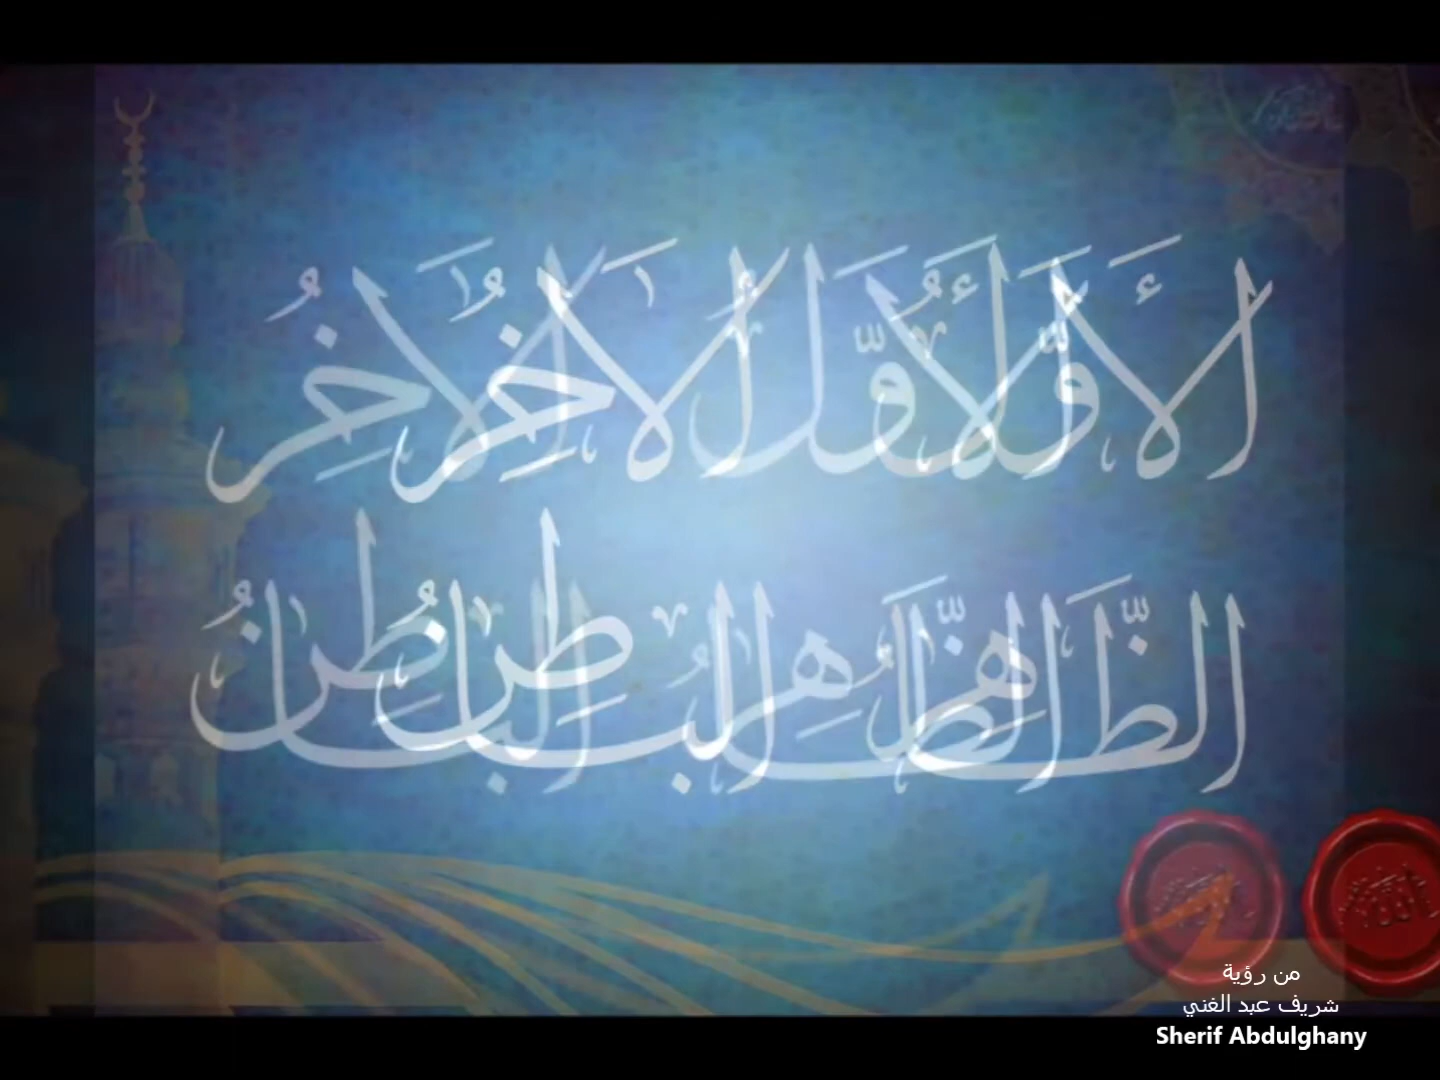 الأَوَّلُ الآخِرُ
الظَّاهِرُ البَاطِنُ
من رؤية
شريف عبد الغني
Sherif Abdulghany